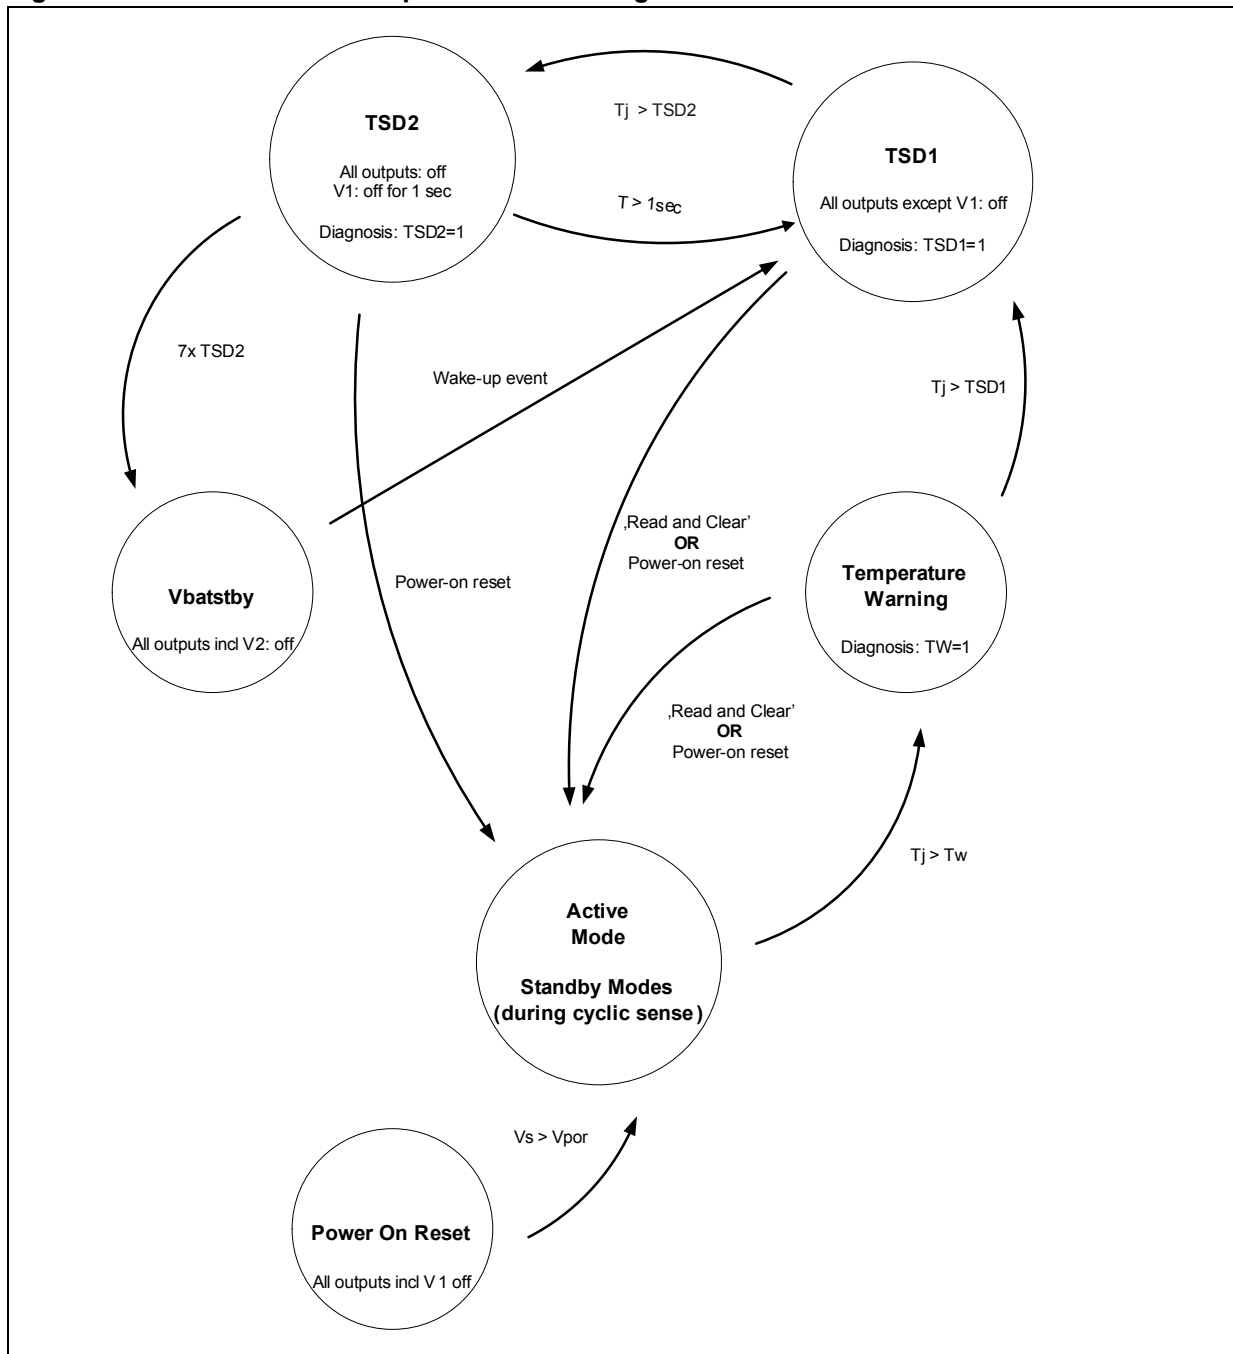 TSD2
All outputs: off
V1: off for 1 sec
Diagnosis: TSD2=1
Tj > TSD2
T > 1sec
TSD1
All outputs except V1: off
Diagnosis: TSD1=1
7x TSD2
Wake-up event
Tj > TSD1
Vbatstby
All outputs incl V2: off
Power-on reset
‚Read and Clear’
OR
Power-on reset
Temperature
Warning
Diagnosis: TW=1
‚Read and Clear’
OR
Power-on reset
Tj > Tw
Active
Mode
Standby Modes
(during cyclic sense)
Vs > Vpor
Power On Reset
All outputs incl V 1 off